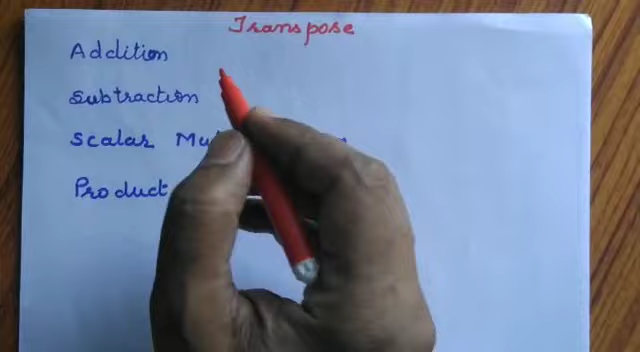 Transpose
Addition
Subtraction
Scalar
Product